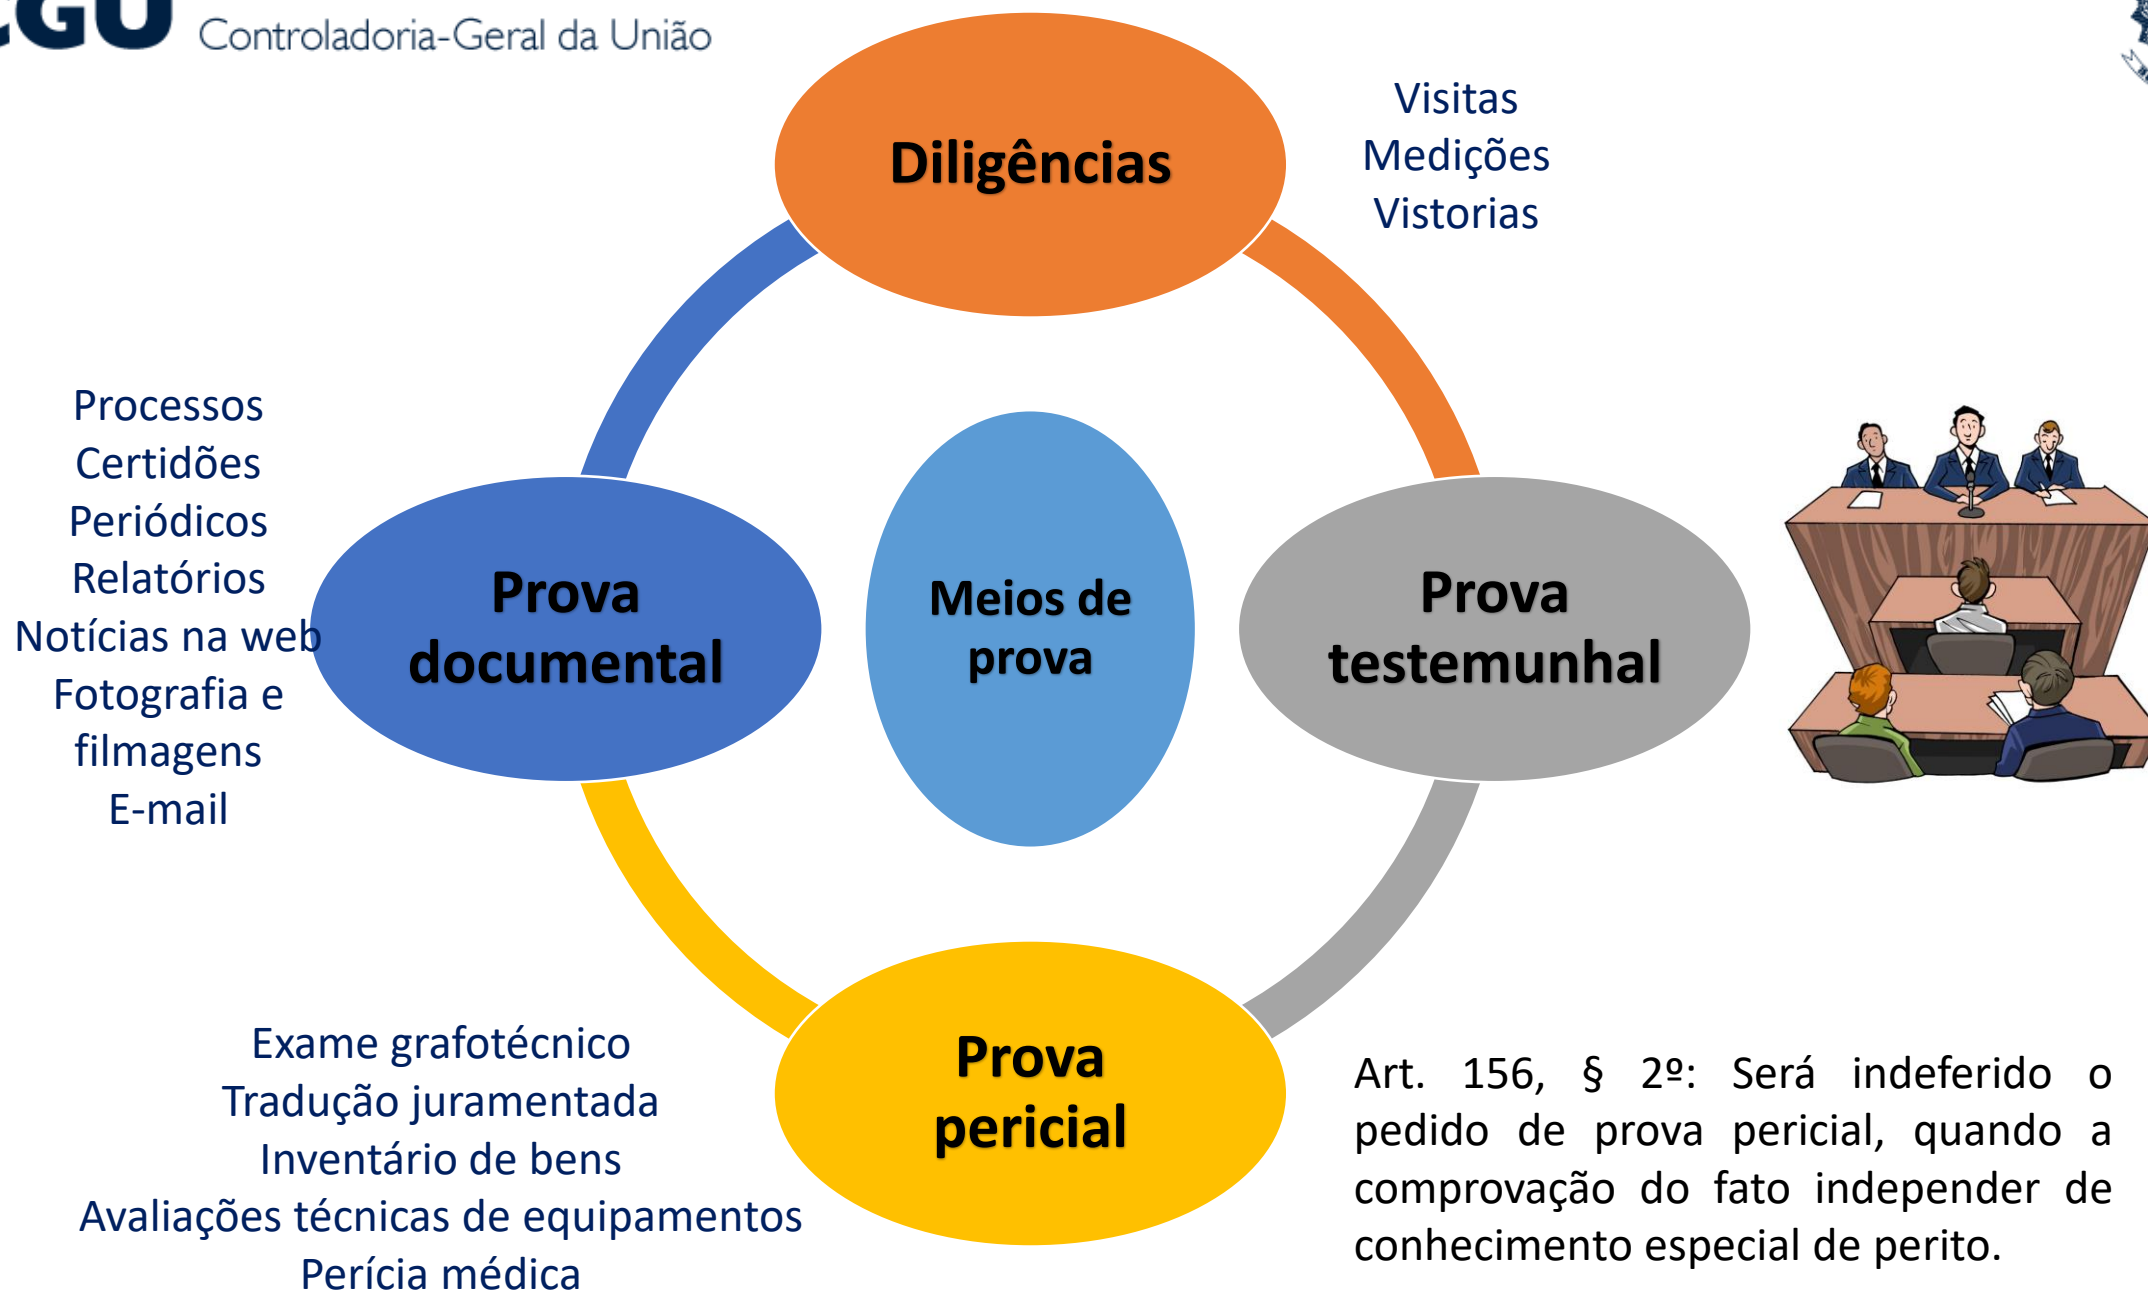 CGU Controladoria-Geral da União
Diligências
Visitas
Medições
Vistorias
Processos
Certidões
Periódicos
Relatórios
Notícias na web
Fotografia e
filmagens
E-mail
Prova
documental
Meios de
prova
Prova
testemunhal
Exame grafotécnico
Tradução juramentada
Inventário de bens
Avaliações técnicas de equipamentos
Perícia médica
Prova
pericial
Art. 156, § 2º: Será indeferido o
pedido de prova pericial, quando a
comprovação do fato independer de
conhecimento especial de perito.